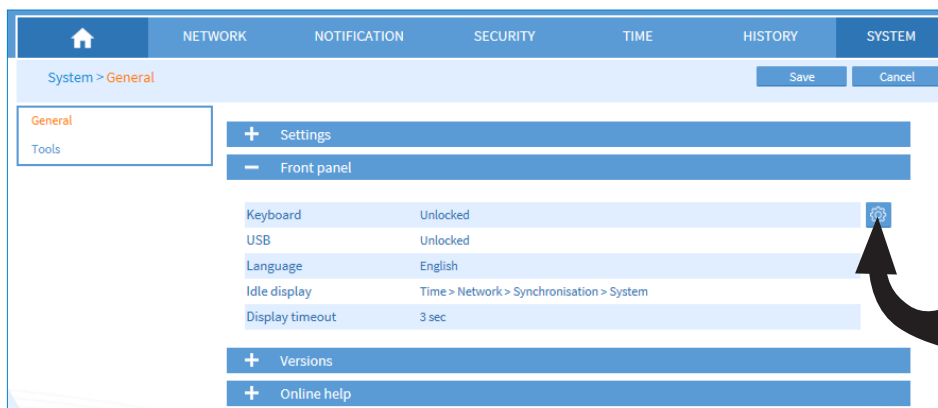 NETWORK NOTIFICATION SECURITY TIME HISTORY SYSTEM
System > General Save Cancel
General
Tools
Settings
Front panel
Keyboard Unlocked
USB Unlocked
Language English
Idle display Time > Network > Synchronisation > System
Display timeout 3 sec
Versions
Online help